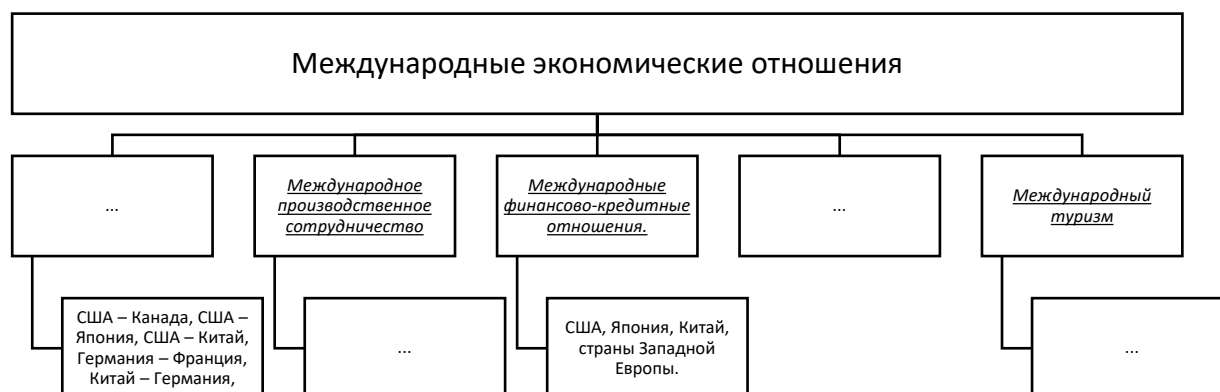 Международные экономические отношения
...
Международное
производственное
сотрудничество
Международные
финансово-кредитные
отношения.
...
Международный
туризм
США – Канада, США –
Япония, США – Китай,
Германия – Франция,
Китай – Германия,
...
США, Япония, Китай,
страны Западной
Европы.
...